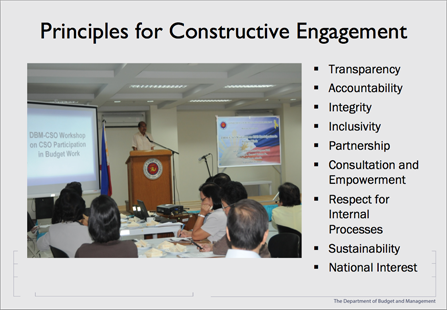 Principles for Constructive Engagement
DBM-CSO Workshop
on CSO Participation
in Budget Work
Transparency
Accountability
Integrity
Inclusivity
Partnership
Consultation and
Empowerment
Respect for
Internal
Processes
Sustainability
National Interest
The Department of Budget and Management